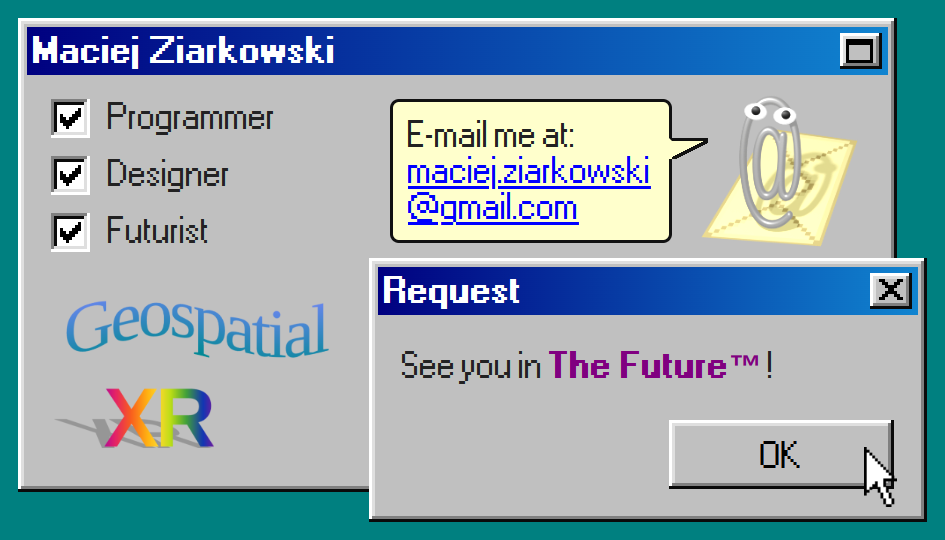 Maciej Ziarkowski
Programmer
Designer
Futurist
E-mail me at:
maciej.ziarkowski
@gmail.com
Geospatial
XR
Request
See you in The Future™!
OK